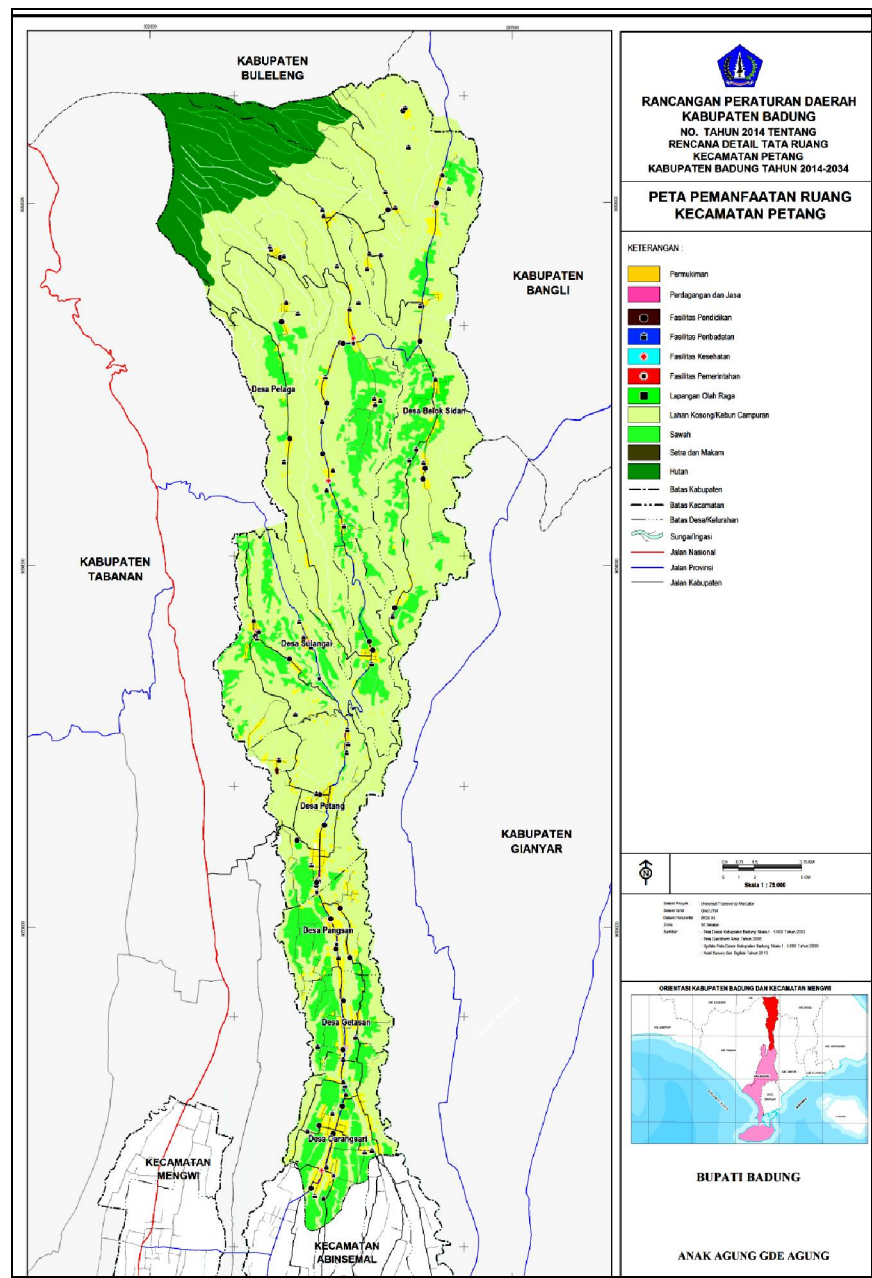 KABUPATEN
BULELENG
KABUPATEN
BANGLI
Desa Pelaga
Desa Belok Sidan
KABUPATEN
TABANAN
Desa Sulangai
Desa Petang
KABUPATEN
GIANYAR
Desa Pangsan
Desa Getasan
Desa Carangsari
KECAMATAN
MENGWI
KECAMATAN
ABINSEMAL
RANCANGAN PERATURAN DAERAH
KABUPATEN BADUNG
NO. TAHUN 2014 TENTANG
RENCANA DETAIL TATA RUANG
KECAMATAN PETANG
KABUPATEN BADUNG TAHUN 2014-2034
PETA PEMANFAATAN RUANG
KECAMATAN PETANG
KETERANGAN :
Permukiman
Perdagangan dan Jasa
Fasilitas Pendidikan
Fasilitas Peribadatan
Fasilitas Kesehatan
Fasilitas Pemerintahan
Lapangan Olah Raga
Lahan Kosong/Kebun Campuran
Sawah
Setra dan Makam
Hutan
Batas Kabupaten
Batas Kecamatan
Batas Desa/Kelurahan
Sungai/Irigasi
Jalan Nasional
Jalan Provinsi
Jalan Kabupaten
N
Skala 1 : 75.000
ORIENTASI KABUPATEN BADUNG DAN KECAMATAN MENGWI
BUPATI BADUNG
ANAK AGUNG GDE AGUNG